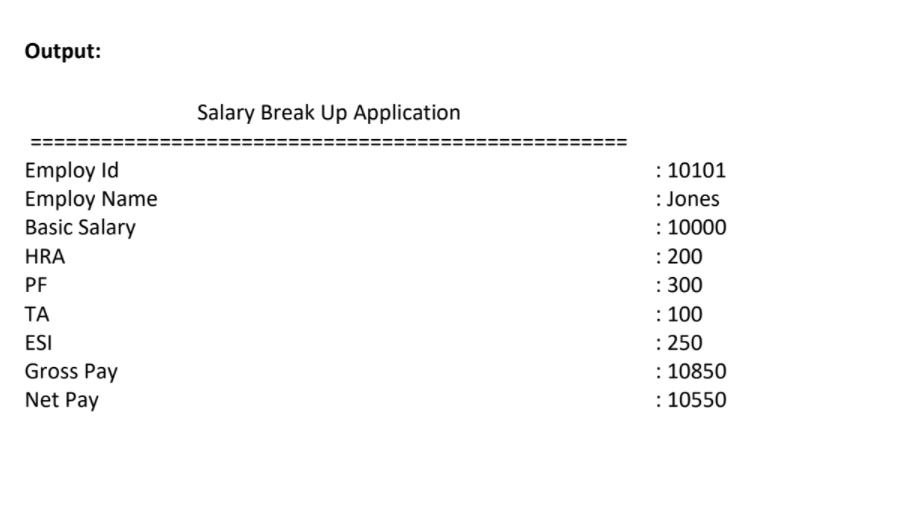 Output:
Salary Break Up Application
===================================================
Employ Id : 10101
Employ Name : Jones
Basic Salary : 10000
HRA : 200
PF : 300
TA : 100
ESI : 250
Gross Pay : 10850
Net Pay : 10550